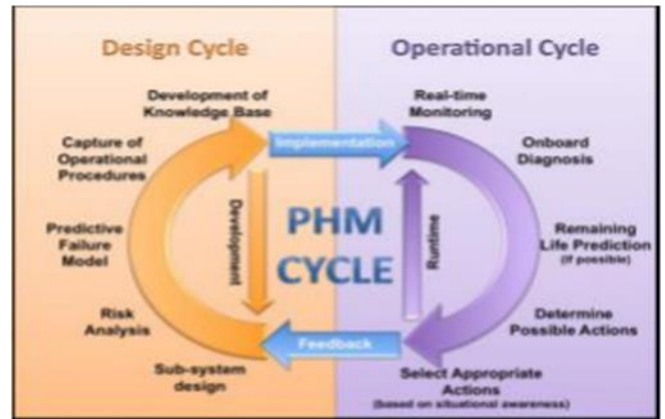 Design Cycle
Operational Cycle
Development of
Knowledge Base
Real-time
Monitoring
Capture of
Operational
Procedures
Implementation
Onboard
Diagnosis
Predictive
Failure
Model
Development
PHM
CYCLE
Runtime
Remaining
Life Prediction
(if possible)
Risk
Analysis
Determine
Possible Actions
Feedback
Sub-system
design
Select Appropriate
Actions
(based on situational awareness)